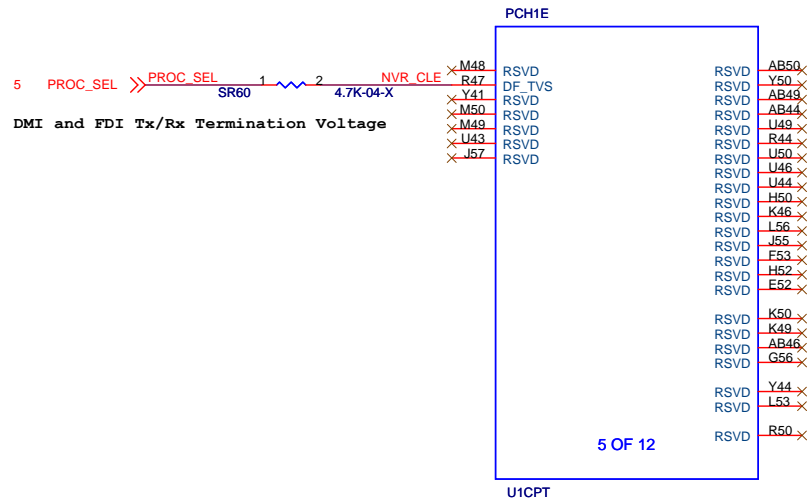 PCH1E
5 PROC_SEL PROC_SEL 1 2 NVR_CLE
SR60 4.7K-04-X
DMI and FDI Tx/Rx Termination Voltage
M48 RSVD RSVD AB50
R47 DF_TVS RSVD Y50
Y41 RSVD RSVD AB49
M50 RSVD RSVD AB44
M49 RSVD RSVD U49
U43 RSVD RSVD R44
J57 RSVD RSVD U50
RSVD U46
RSVD U44
RSVD H50
RSVD K46
RSVD L56
RSVD J55
RSVD F53
RSVD H52
RSVD E52
RSVD K50
RSVD K49
RSVD AB46
RSVD G56
RSVD Y44
RSVD L53
RSVD R50
5 OF 12
U1CPT